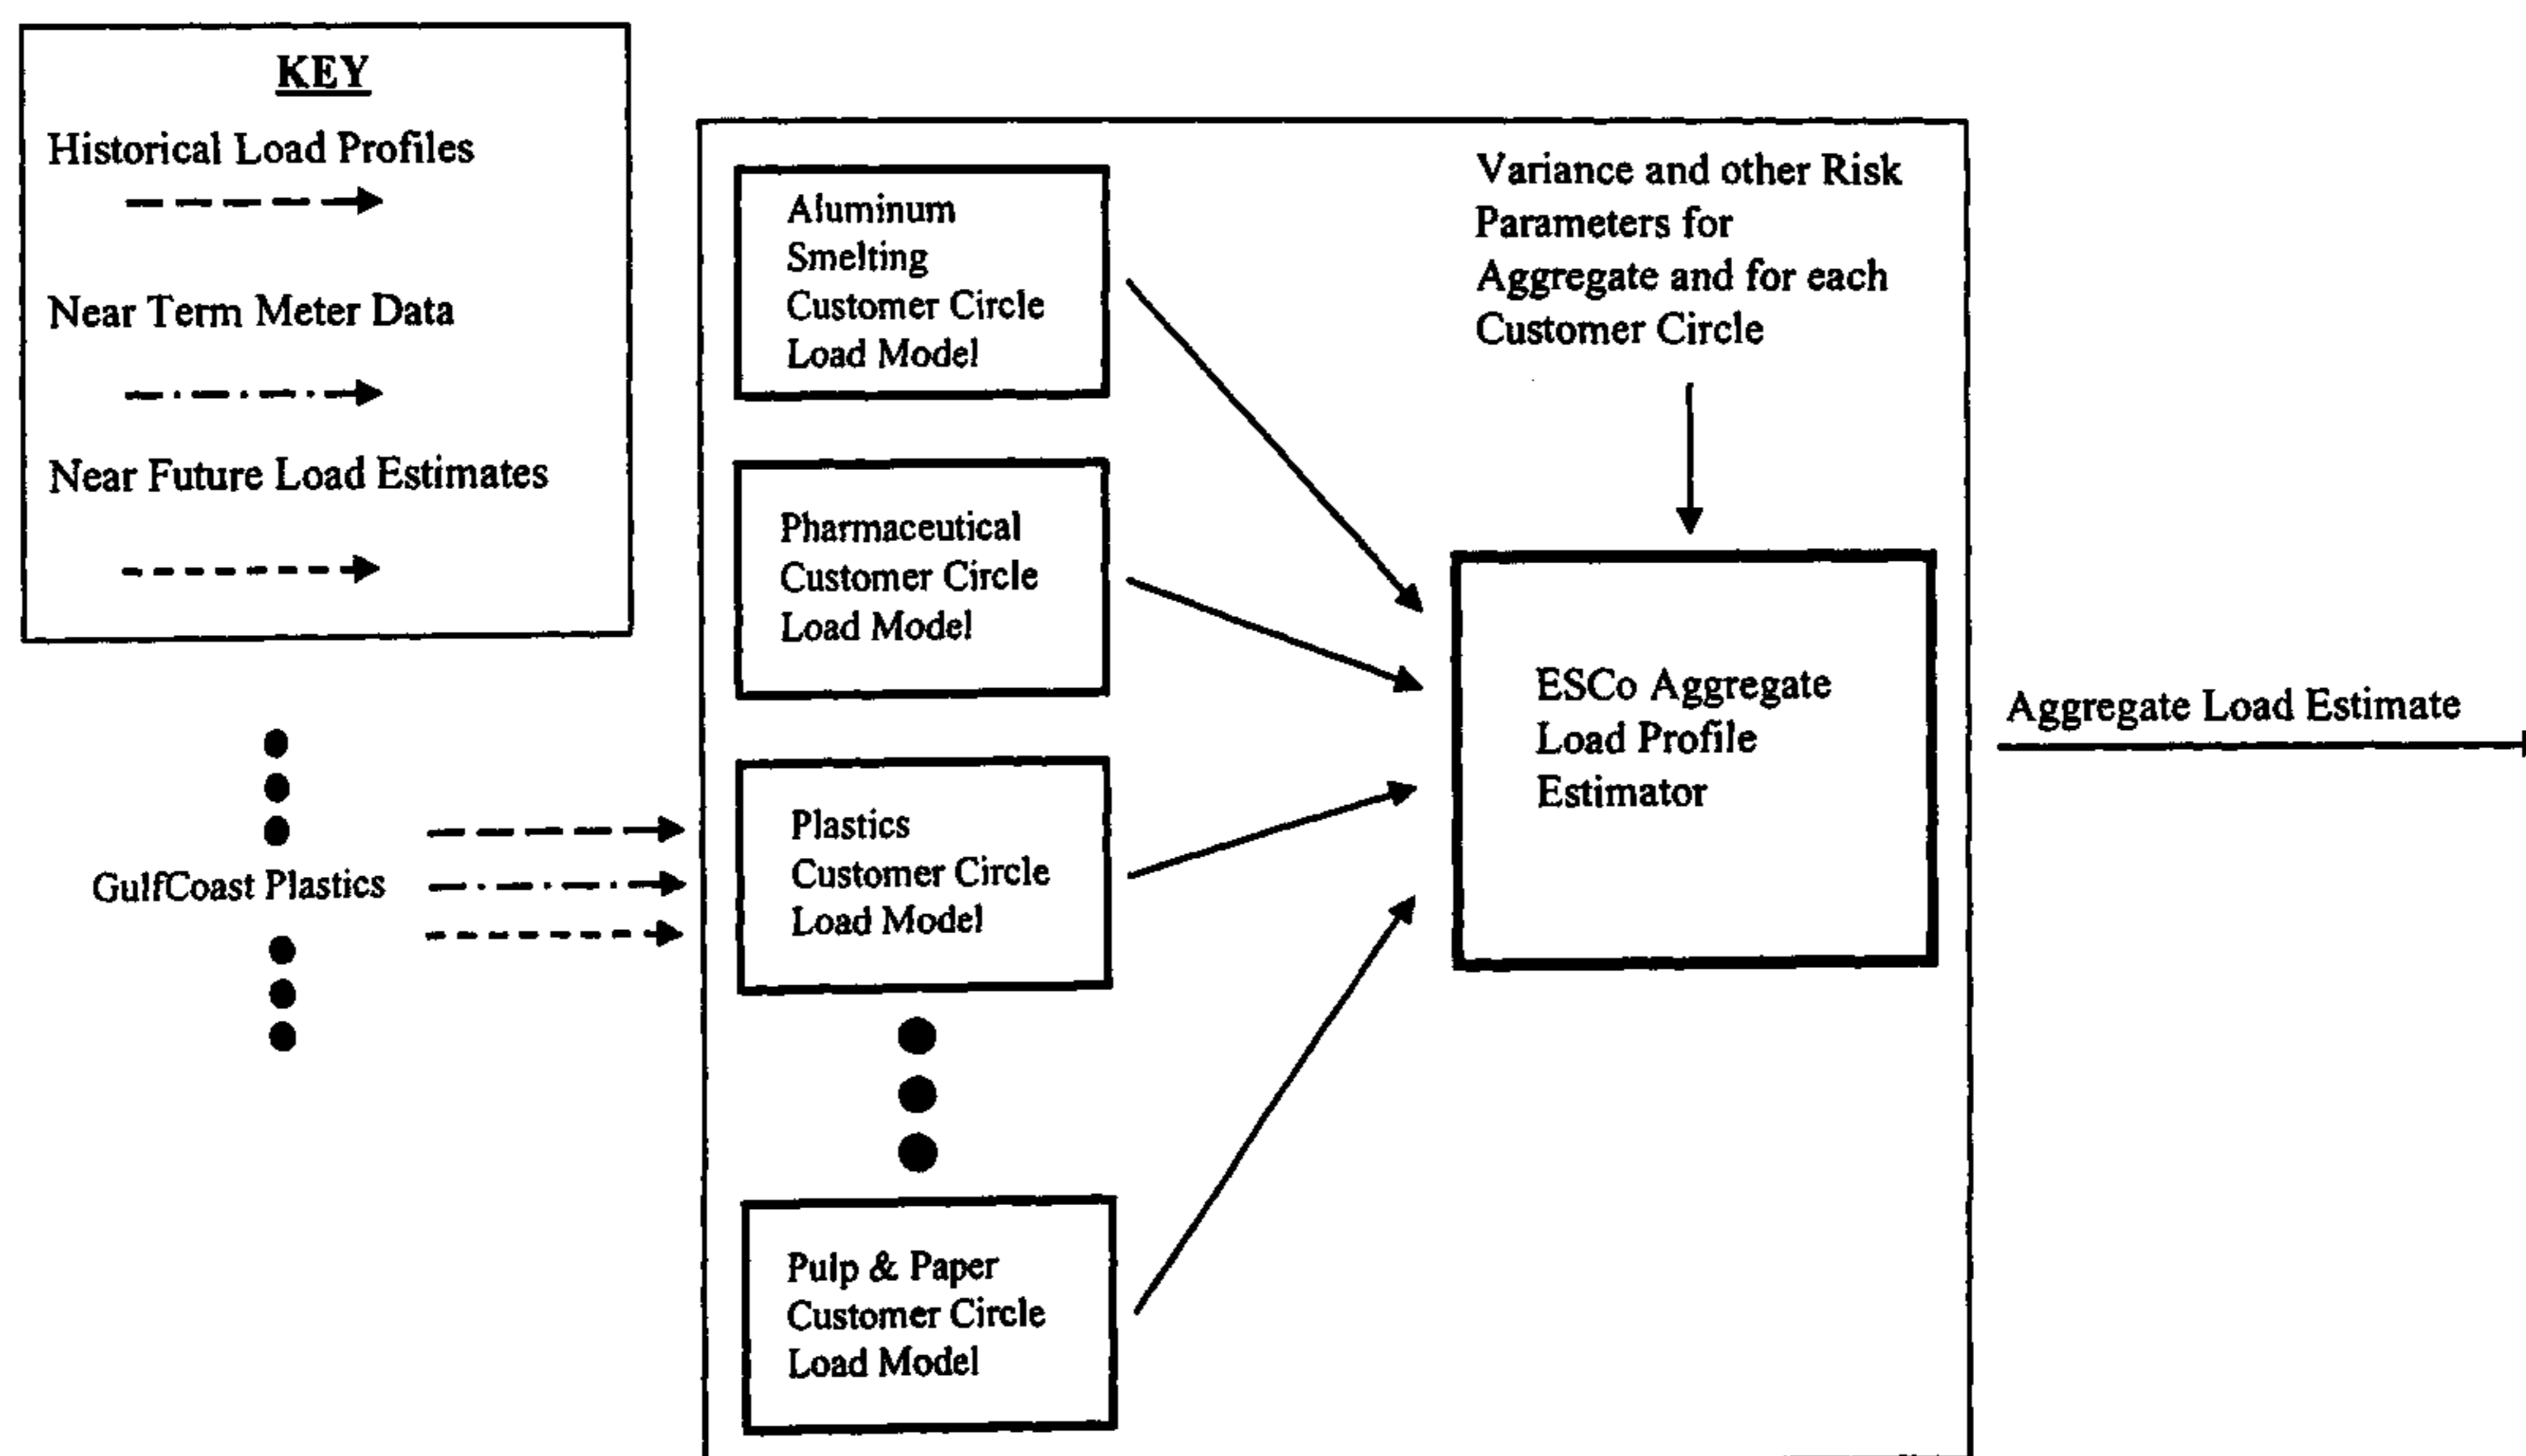 KEY
Historical Load Profiles
Near Term Meter Data
Near Future Load Estimates
GulfCoast Plastics
Aluminum
Smelting
Customer Circle
Load Model
Pharmaceutical
Customer Circle
Load Model
Plastics
Customer Circle
Load Model
Pulp & Paper
Customer Circle
Load Model
Variance and other Risk
Parameters for
Aggregate and for each
Customer Circle
ESCo Aggregate
Load Profile
Estimator
Aggregate Load Estimate